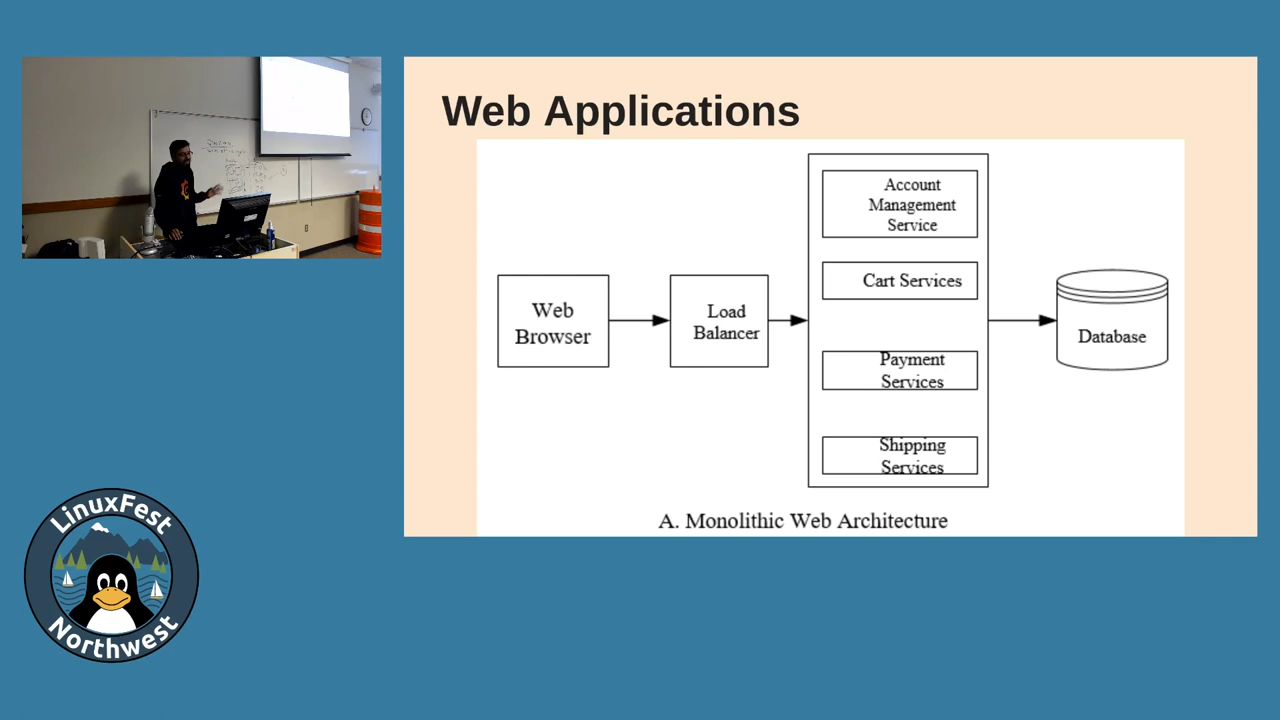 Web Applications
Account
Management
Service
Cart Services
Web
Browser
Load
Balancer
Payment
Services
Database
Shipping
Services
A. Monolithic Web Architecture
LinuxFest
Northwest